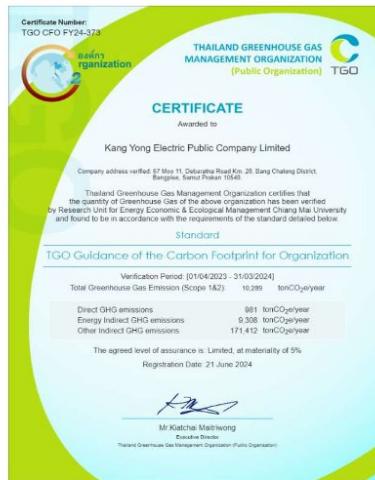 Certificate Number:
TGO CFO FY24-373
องค์กร
rganization
2
THAILAND GREENHOUSE GAS
MANAGEMENT ORGANIZATION
(Public Organization)
TGO
CERTIFICATE
Awarded to
Kang Yong Electric Public Company Limited
Company address verified: 67 Moo 11, Debaratna Road Km. 20, Bang Chalong District,
Bangplee, Samut Prakan 10540.
Thailand Greenhouse Gas Management Organization certifies that
the quantity of Greenhouse Gas of the above organization has been verified
by Research Unit for Energy Economic & Ecological Management Chiang Mai University
and found to be in accordance with the requirements of the standard detailed below.
Standard
TGO Guidance of the Carbon Footprint for Organization
Verification Period: [01/04/2023 - 31/03/2024]
Total Greenhouse Gas Emission (Scope 1&2): 10,289 tonCO2e/year
Direct GHG emissions 981 tonCO2e/year
Energy Indirect GHG emissions 9,308 tonCO2e/year
Other Indirect GHG emissions 171,412 tonCO2e/year
The agreed level of assurance is: Limited, at materiality of 5%
Registration Date: 21 June 2024
Mr.Kiatchai Maitriwong
Executive Director
Thailand Greenhouse Gas Management Organization (Public Organization)